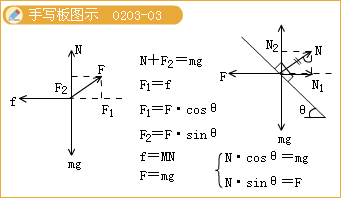 手写板图示 0203-03
N
F
F₂
f
F₁
mg
N＋F₂＝mg
F₁＝f
F₁＝F·cosθ
F₂＝F·sinθ
f＝MN
F＝mg
N₂
N
F
N₁
θ
mg
N·cosθ＝mg
N·sinθ＝F